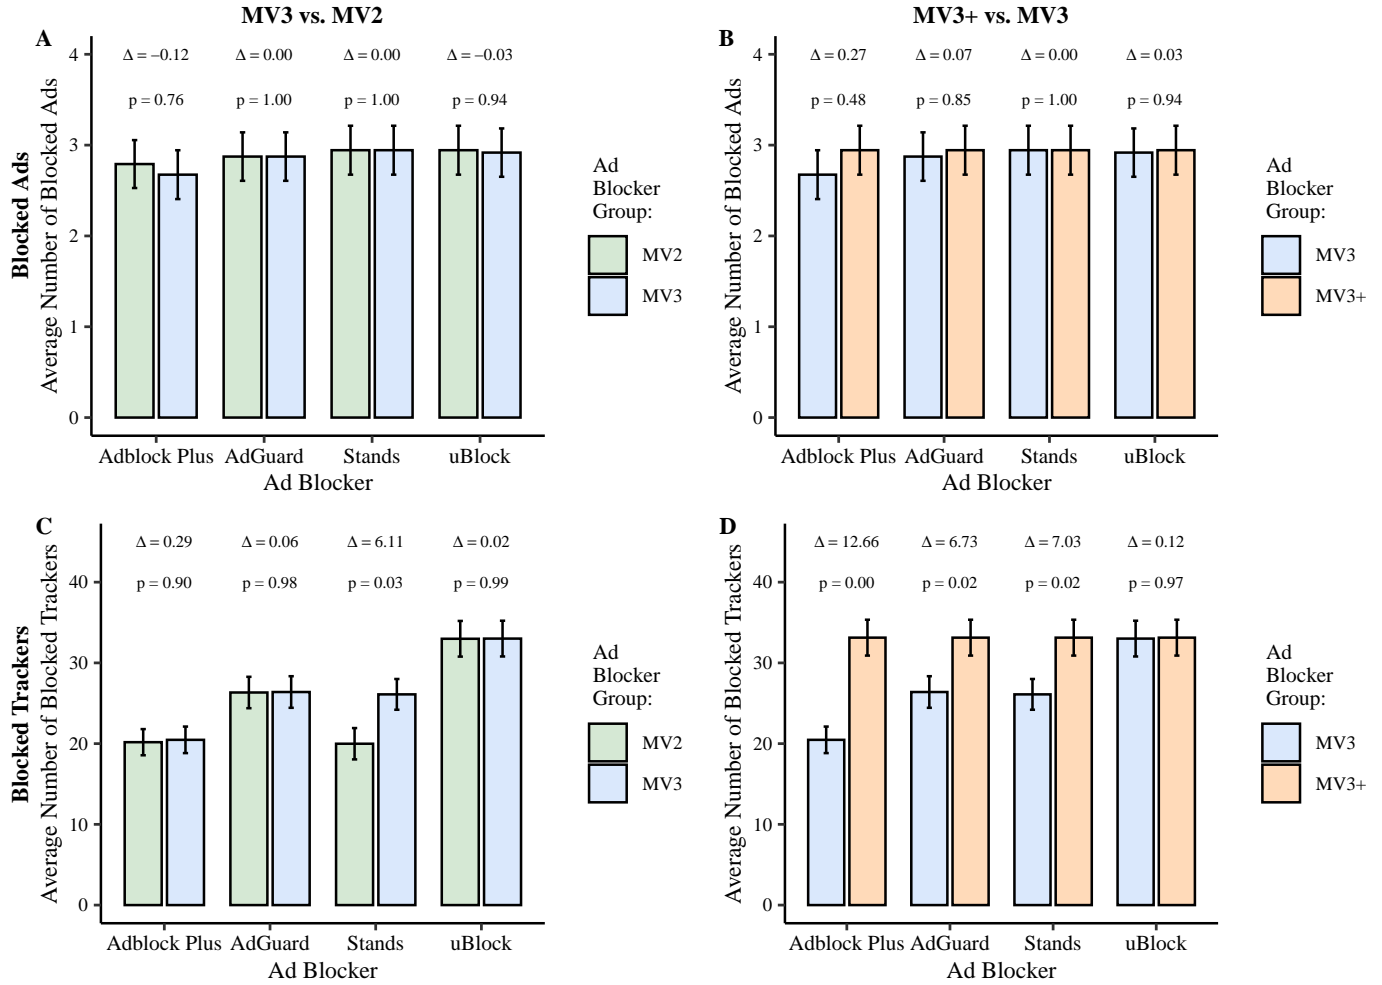 MV3 vs. MV2
MV3+ vs. MV3
Blocked Ads
A
Average Number of Blocked Ads
4
3
2
1
0
Δ = −0.12
Δ = 0.00
Δ = 0.00
Δ = −0.03
p = 0.76
p = 1.00
p = 1.00
p = 0.94
Adblock Plus
AdGuard
Stands
uBlock
Ad Blocker
Ad
Blocker
Group:
MV2
MV3
B
Average Number of Blocked Ads
4
3
2
1
0
Δ = 0.27
Δ = 0.07
Δ = 0.00
Δ = 0.03
p = 0.48
p = 0.85
p = 1.00
p = 0.94
Adblock Plus
AdGuard
Stands
uBlock
Ad Blocker
Ad
Blocker
Group:
MV3
MV3+
Blocked Trackers
C
Average Number of Blocked Trackers
40
30
20
10
0
Δ = 0.29
Δ = 0.06
Δ = 6.11
Δ = 0.02
p = 0.90
p = 0.98
p = 0.03
p = 0.99
Adblock Plus
AdGuard
Stands
uBlock
Ad Blocker
Ad
Blocker
Group:
MV2
MV3
D
Average Number of Blocked Trackers
40
30
20
10
0
Δ = 12.66
Δ = 6.73
Δ = 7.03
Δ = 0.12
p = 0.00
p = 0.02
p = 0.02
p = 0.97
Adblock Plus
AdGuard
Stands
uBlock
Ad Blocker
Ad
Blocker
Group:
MV3
MV3+